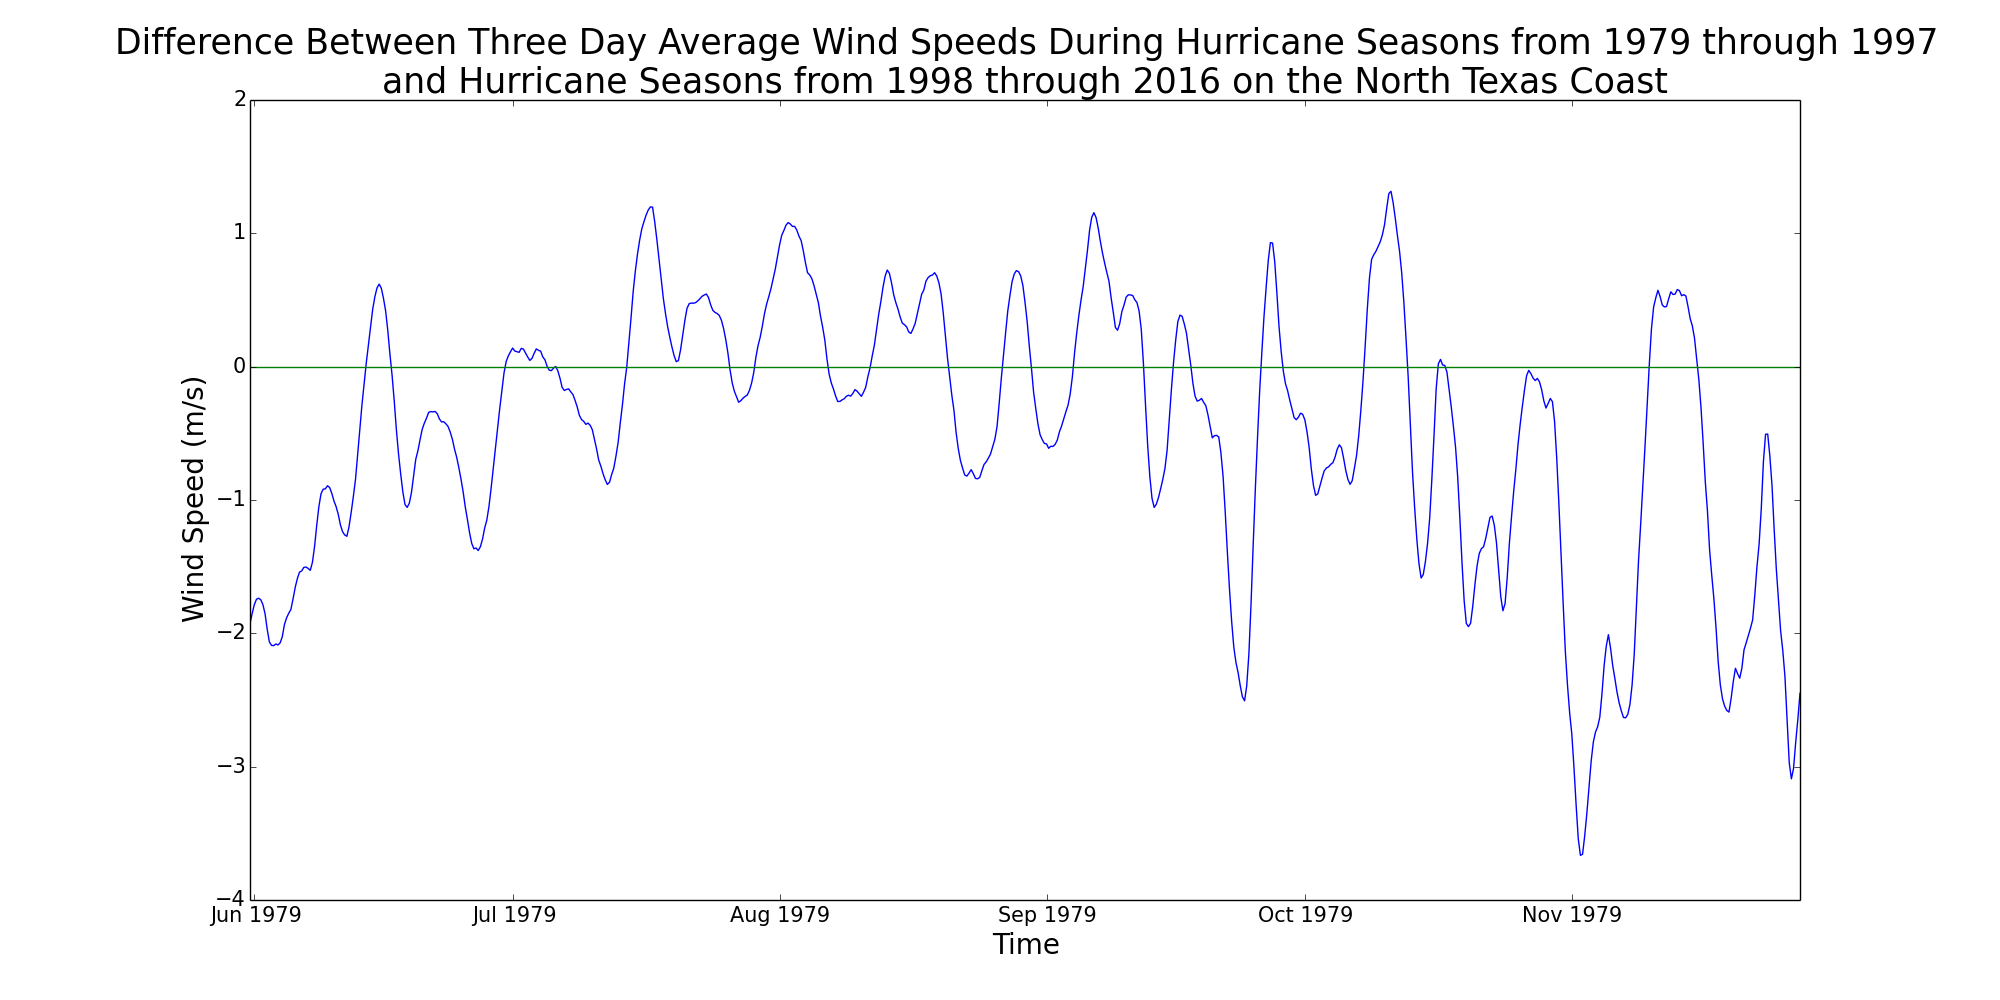 Difference Between Three Day Average Wind Speeds During Hurricane Seasons from 1979 through 1997
and Hurricane Seasons from 1998 through 2016 on the North Texas Coast
2
1
0
−1
−2
−3
−4
Wind Speed (m/s)
Jun 1979 Jul 1979 Aug 1979 Sep 1979 Oct 1979 Nov 1979
Time